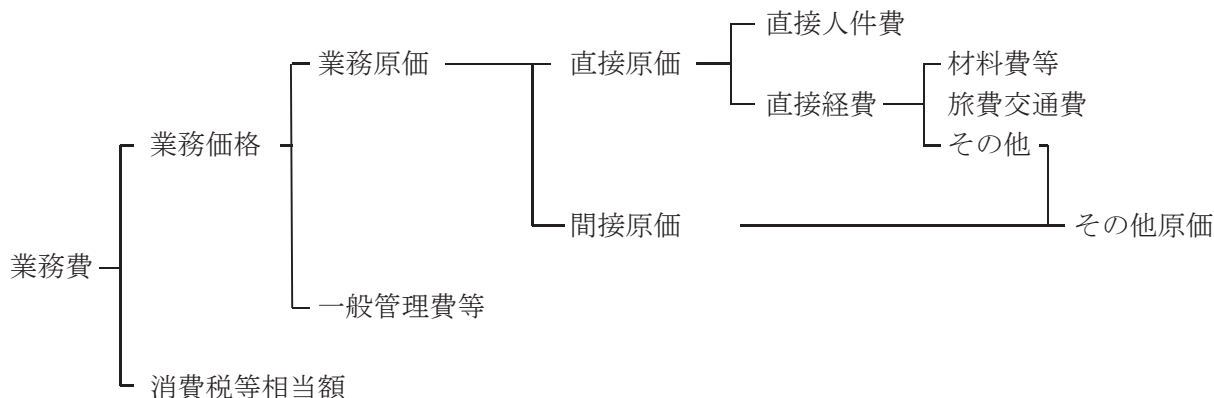 直接人件費
業務原価 直接原価 材料費等
直接経費 旅費交通費
業務価格 その他
間接原価 その他原価
業務費
一般管理費等
消費税等相当額